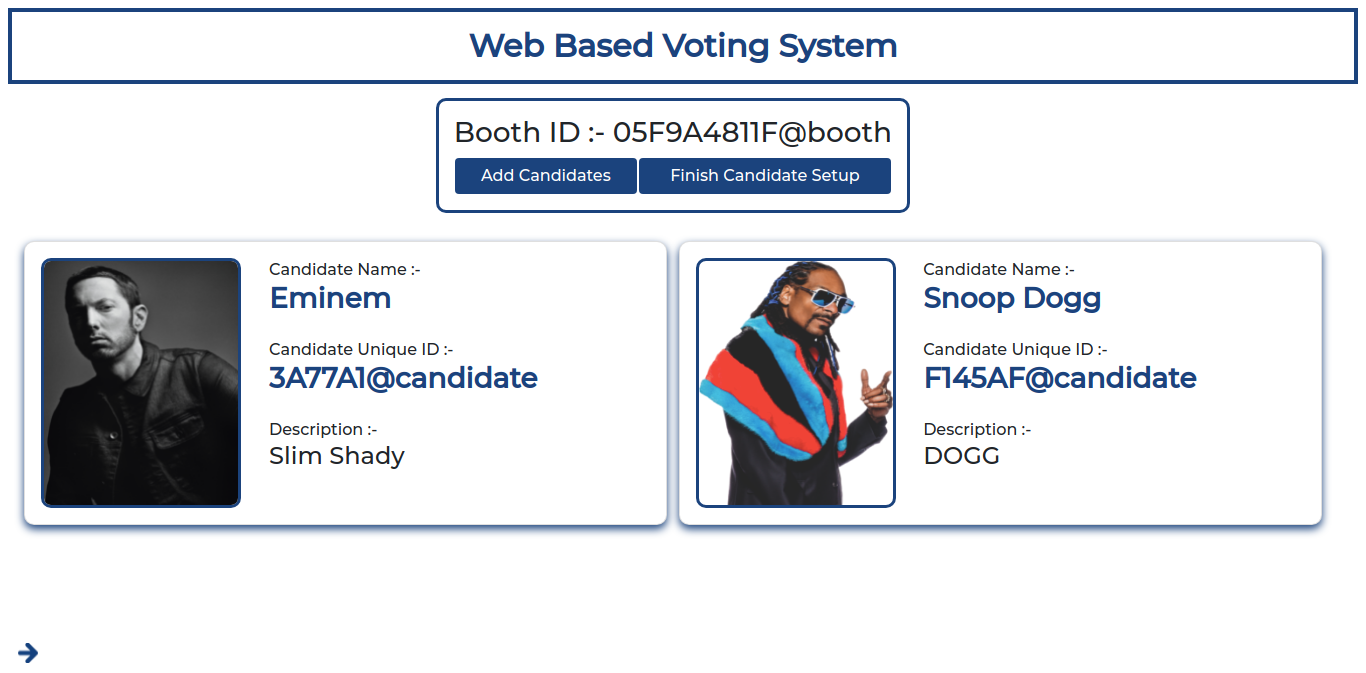 Web Based Voting System
Booth ID :- 05F9A4811F@booth
Add Candidates Finish Candidate Setup
Candidate Name :-
Eminem
Candidate Unique ID :-
3A77A1@candidate
Description :-
Slim Shady
Candidate Name :-
Snoop Dogg
Candidate Unique ID :-
F145AF@candidate
Description :-
DOGG